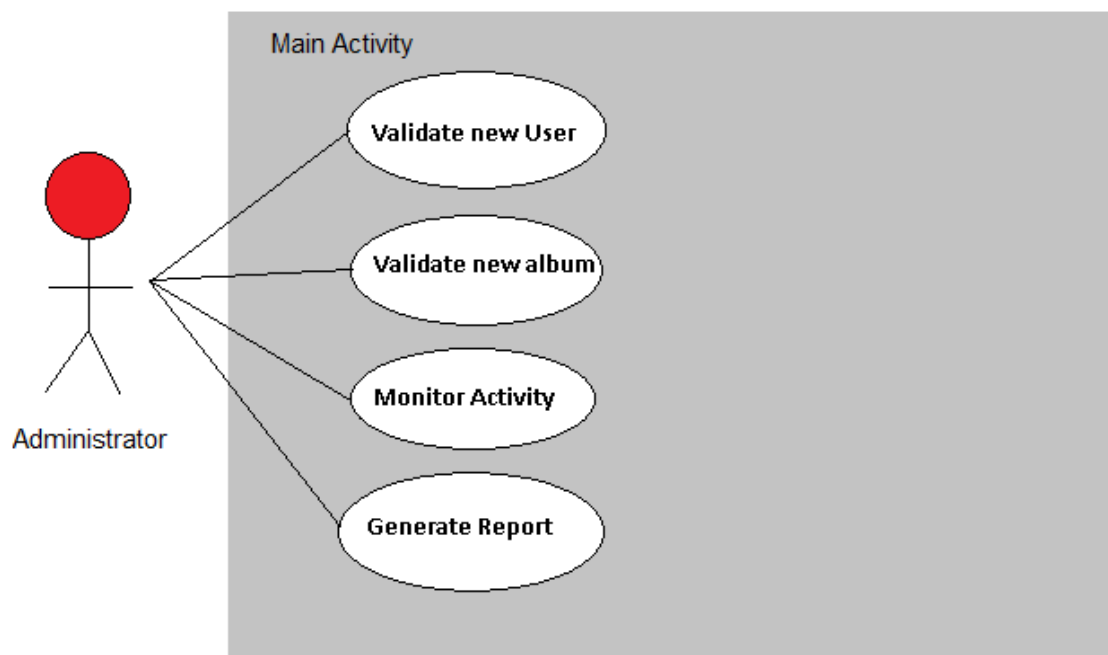 Main Activity
Validate new User
Validate new album
Monitor Activity
Administrator
Generate Report